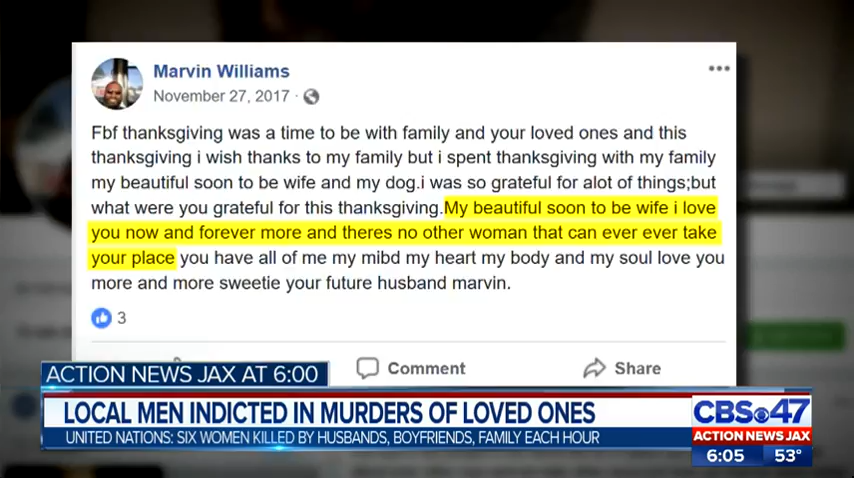 Marvin Williams
November 27, 2017 ·
Fbf thanksgiving was a time to be with family and your loved ones and this
thanksgiving i wish thanks to my family but i spent thanksgiving with my family
my beautiful soon to be wife and my dog.i was so grateful for alot of things;but
what were you grateful for this thanksgiving.My beautiful soon to be wife i love
you now and forever more and theres no other woman that can ever ever take
your place you have all of me my mibd my heart my body and my soul love you
more and more sweetie your future husband marvin.
3
Comment
Share
ACTION NEWS JAX AT 6:00
LOCAL MEN INDICTED IN MURDERS OF LOVED ONES
UNITED NATIONS: SIX WOMEN KILLED BY HUSBANDS, BOYFRIENDS, FAMILY EACH HOUR
CBS 47
ACTION NEWS JAX
6:05 53°